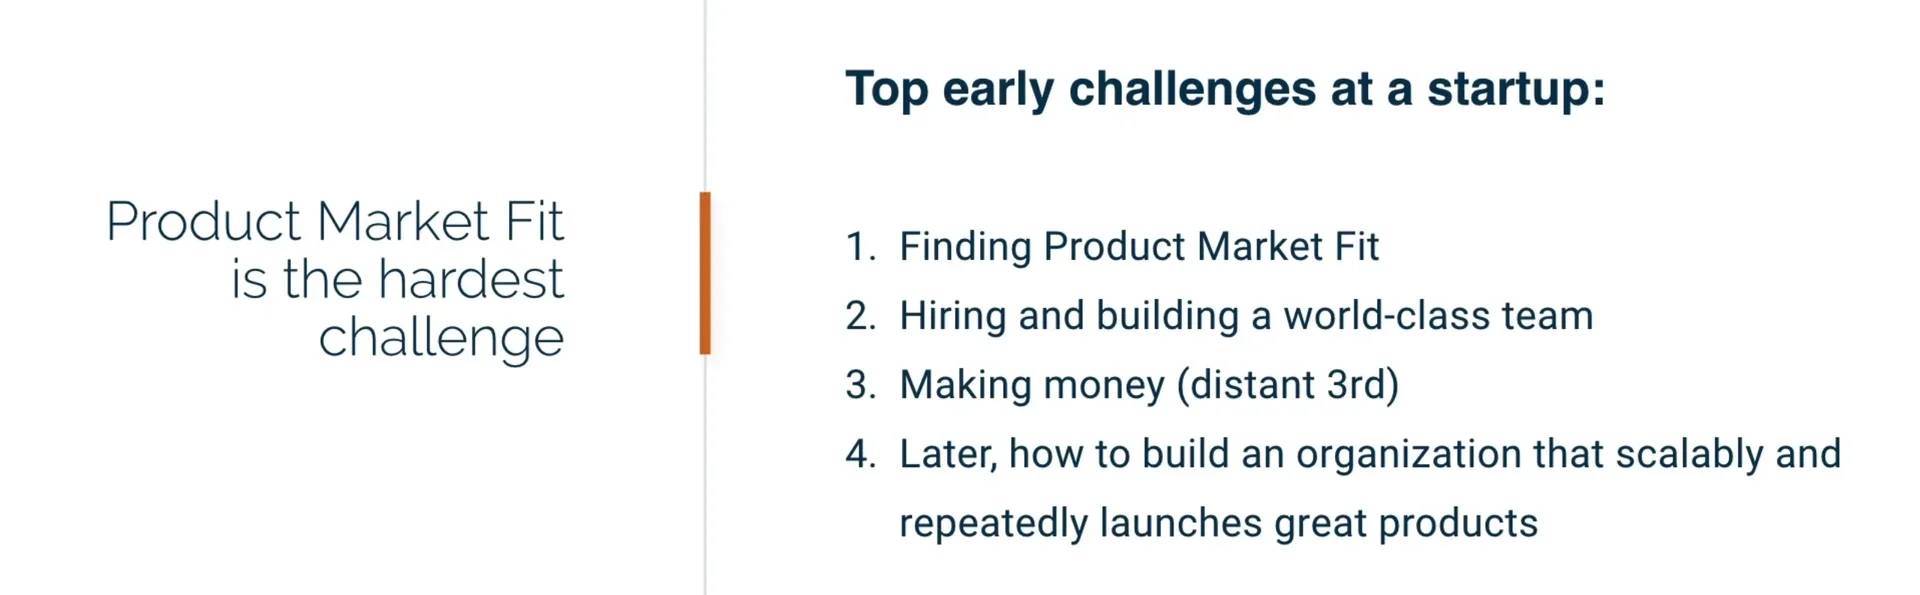 Product Market Fit
is the hardest
challenge
Top early challenges at a startup:
1. Finding Product Market Fit
2. Hiring and building a world-class team
3. Making money (distant 3rd)
4. Later, how to build an organization that scalably and
repeatedly launches great products